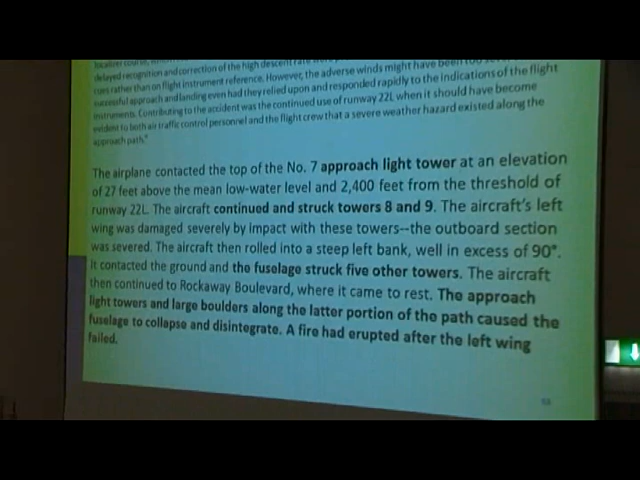 localizer course, which
delayed recognition and correction of the high descent rate were
cues rather than on flight instrument reference. However, the adverse winds might have been too
successful approach and landing even had they relied upon and responded rapidly to the indications of the flight
instruments. Contributing to the accident was the continued use of runway 22L when it should have become
evident to both air traffic control personnel and the flight crew that a severe weather hazard existed along the
approach path."
The airplane contacted the top of the No. 7 approach light tower at an elevation
of 27 feet above the mean low-water level and 2,400 feet from the threshold of
runway 22L. The aircraft continued and struck towers 8 and 9. The aircraft's left
wing was damaged severely by impact with these towers--the outboard section
was severed. The aircraft then rolled into a steep left bank, well in excess of 90°.
It contacted the ground and the fuselage struck five other towers. The aircraft
then continued to Rockaway Boulevard, where it came to rest. The approach
light towers and large boulders along the latter portion of the path caused the
fuselage to collapse and disintegrate. A fire had erupted after the left wing
failed.